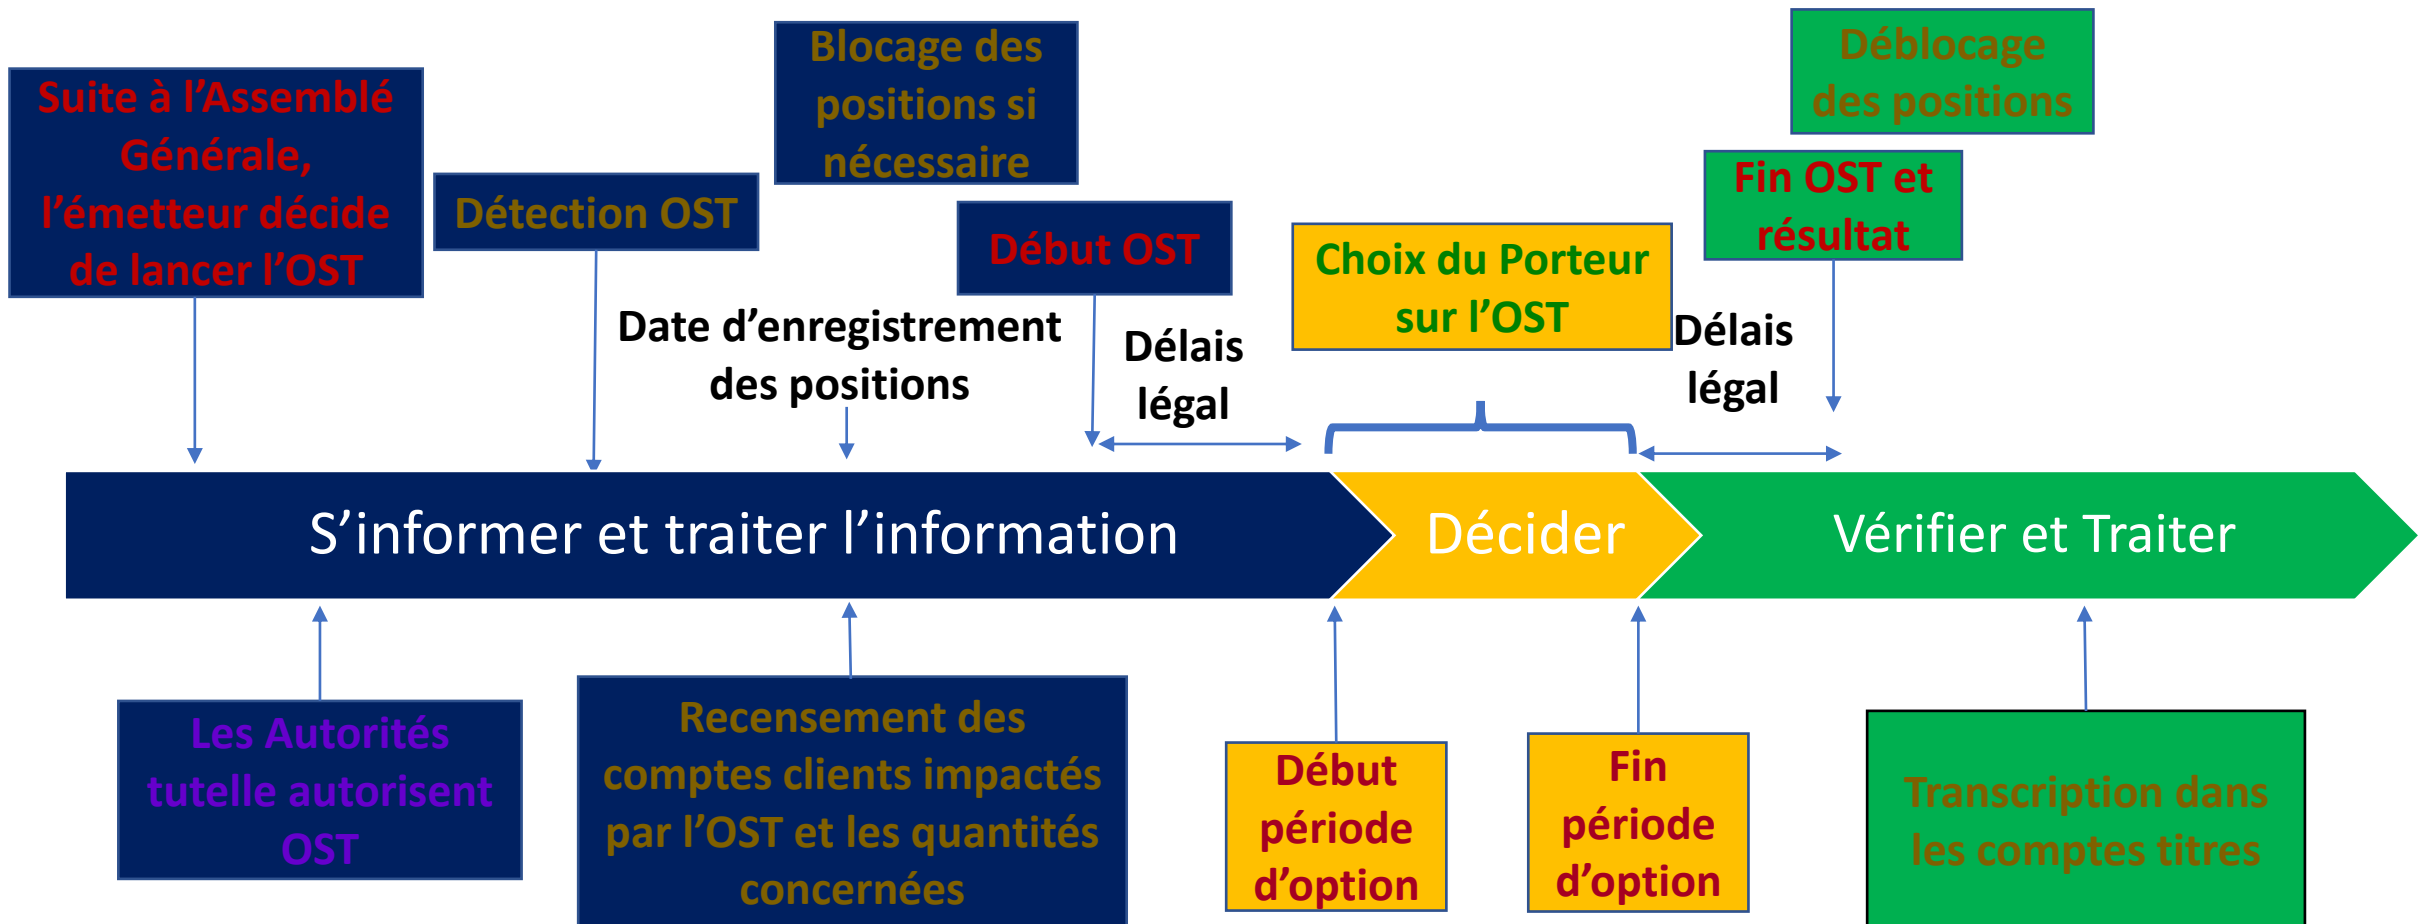 Suite à l’Assemblé
Générale,
l’émetteur décide
de lancer l’OST
Détection OST
Blocage des
positions si
nécessaire
Date d’enregistrement
des positions
Début OST
Délais
légal
Choix du Porteur
sur l’OST
Délais
légal
Déblocage
des positions
Fin OST et
résultat
S’informer et traiter l’information
Décider
Vérifier et Traiter
Les Autorités
tutelle autorisent
OST
Recensement des
comptes clients impactés
par l’OST et les quantités
concernées
Début
période
d’option
Fin
période
d’option
Transcription dans
les comptes titres